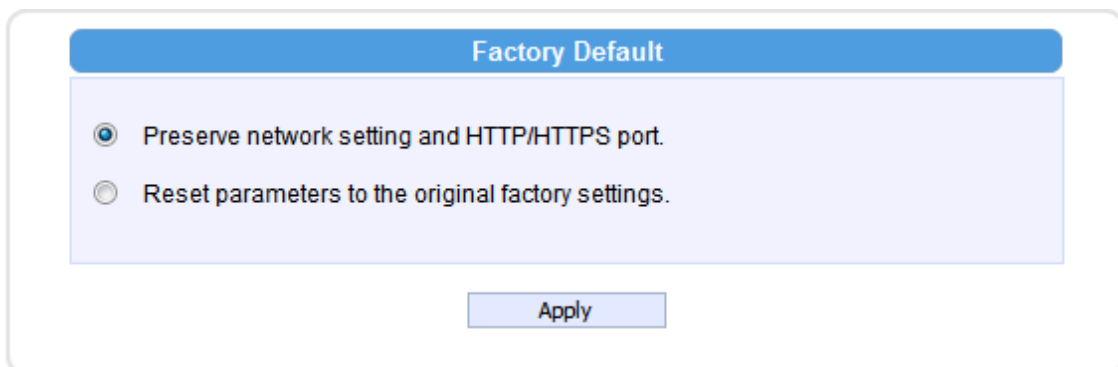 Factory Default
Preserve network setting and HTTP/HTTPS port.
Reset parameters to the original factory settings.
Apply